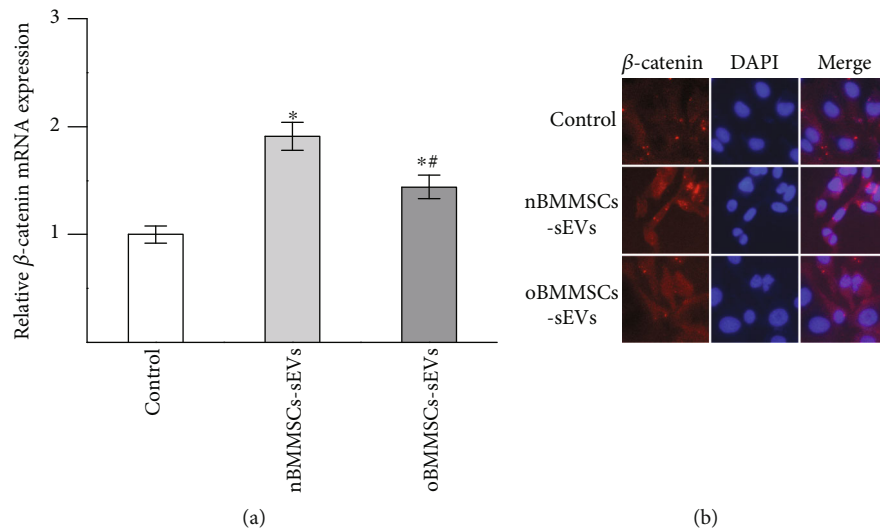 Relative β-catenin mRNA expression
3
2
1
*
*#
Control
nBMMSCs-sEVs
oBMMSCs-sEVs
(a)
β-catenin DAPI Merge
Control
nBMMSCs
-sEVs
oBMMSCs
-sEVs
(b)